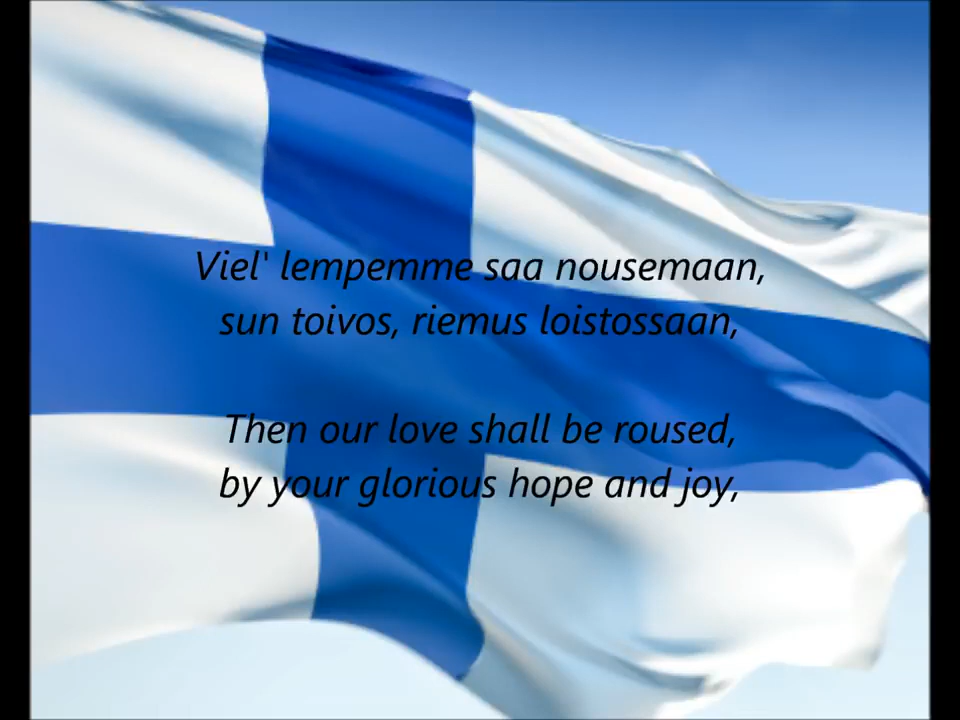 Viel' lempemme saa nousemaan,
sun toivos, riemus loistossaan,
Then our love shall be roused,
by your glorious hope and joy,